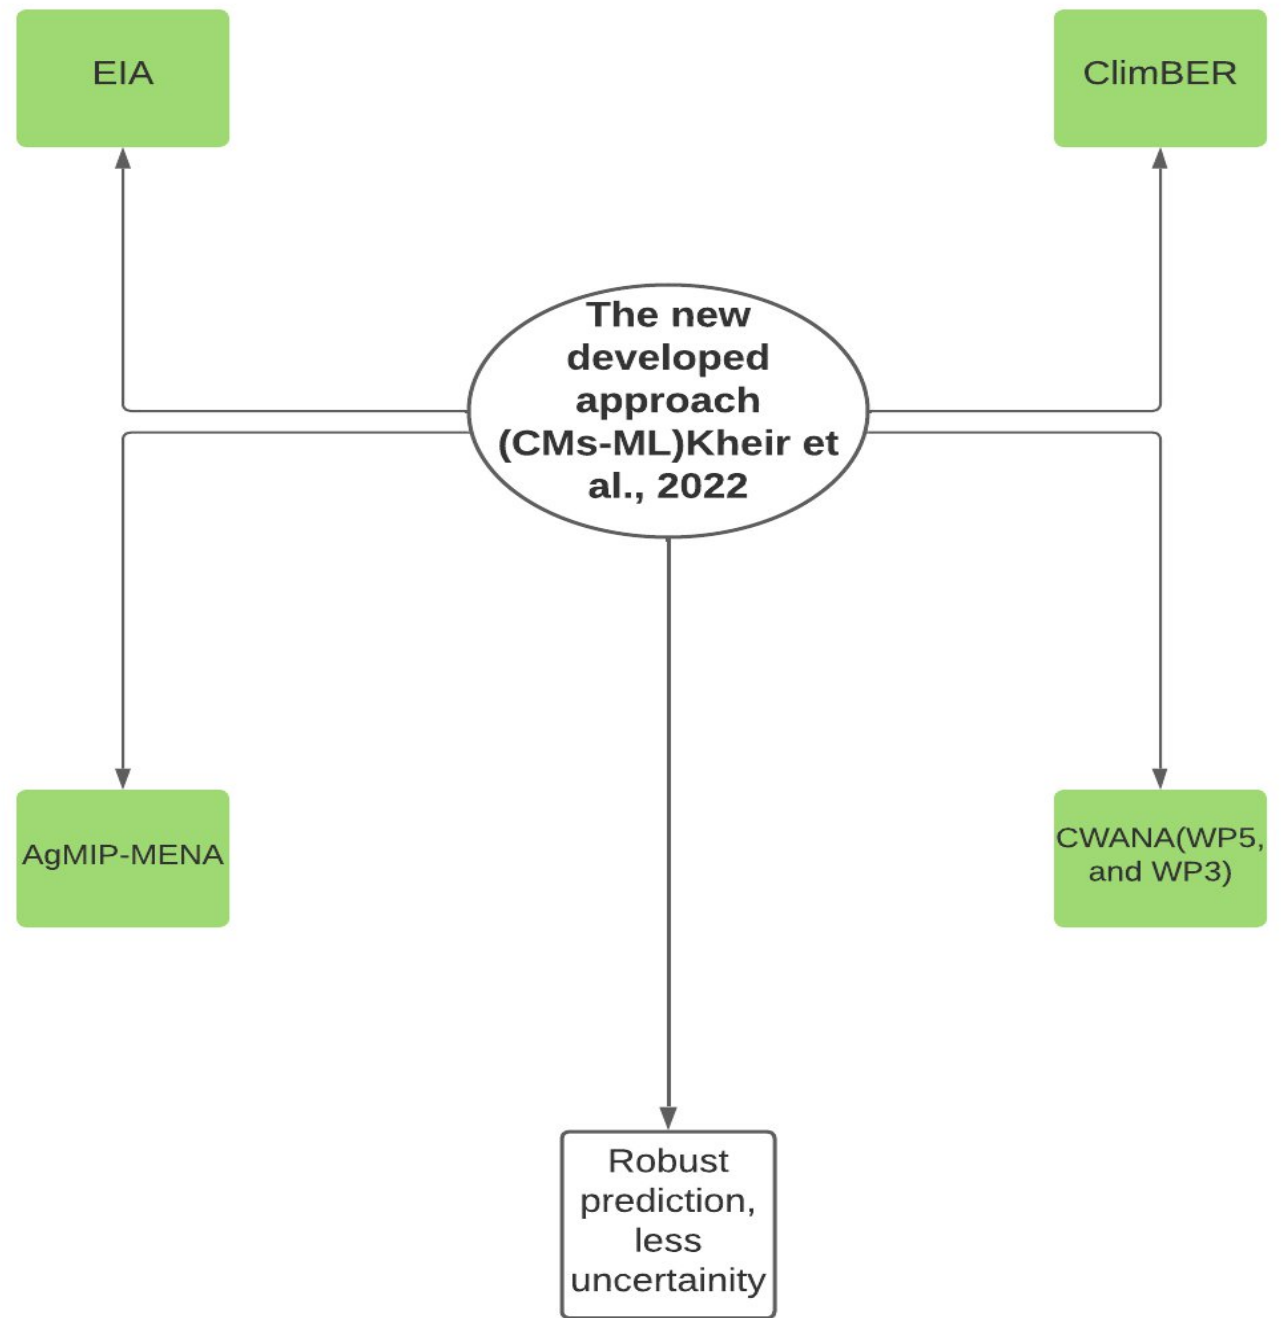 EIA
ClimBER
The new
developed
approach
(CMs-ML)Kheir et
al., 2022
AgMIP-MENA
CWANA(WP5,
and WP3)
Robust
prediction,
less
uncertainity